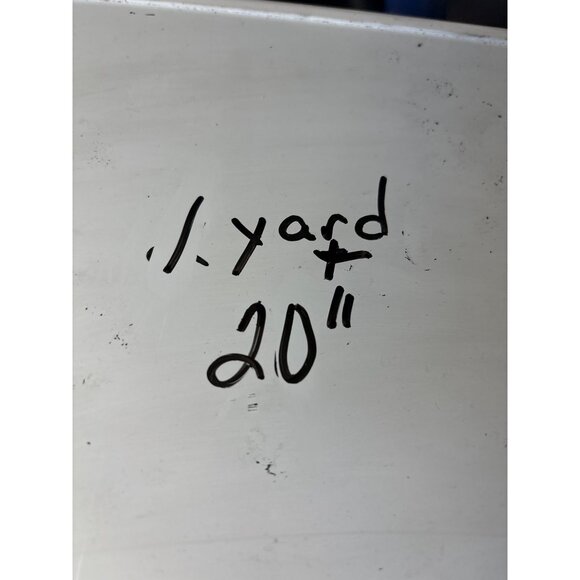 1 yard
+
20"